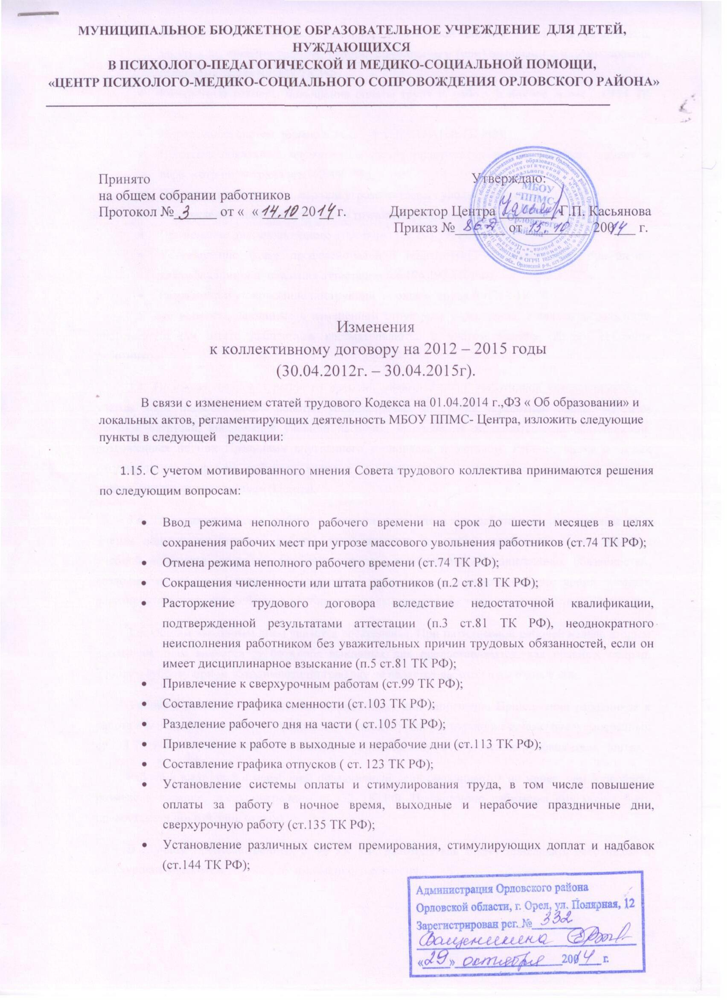 МУНИЦИПАЛЬНОЕ БЮДЖЕТНОЕ ОБРАЗОВАТЕЛЬНОЕ УЧРЕЖДЕНИЕ ДЛЯ ДЕТЕЙ,
НУЖДАЮЩИХСЯ
В ПСИХОЛОГО-ПЕДАГОГИЧЕСКОЙ И МЕДИКО-СОЦИАЛЬНОЙ ПОМОЩИ,
«ЦЕНТР ПСИХОЛОГО-МЕДИКО-СОЦИАЛЬНОГО СОПРОВОЖДЕНИЯ ОРЛОВСКОГО РАЙОНА»
Принято
на общем собрании работников
Протокол № 3 от « «14.10 2014 г.
Утверждаю:
Директор Центра Г.П. Касьянова
Приказ № от 15.10 20014 г.
МБОУ
"ППМС-
Орловского
района"
Изменения
к коллективному договору на 2012 – 2015 годы
(30.04.2012г. – 30.04.2015г).
В связи с изменением статей трудового Кодекса на 01.04.2014 г.,ФЗ « Об образовании» и
локальных актов, регламентирующих деятельность МБОУ ППМС- Центра, изложить следующие
пункты в следующей редакции:
1.15. С учетом мотивированного мнения Совета трудового коллектива принимаются решения
по следующим вопросам:
• Ввод режима неполного рабочего времени на срок до шести месяцев в целях
сохранения рабочих мест при угрозе массового увольнения работников (ст.74 ТК РФ);
• Отмена режима неполного рабочего времени (ст.74 ТК РФ);
• Сокращения численности или штата работников (п.2 ст.81 ТК РФ);
• Расторжение трудового договора вследствие недостаточной квалификации,
подтвержденной результатами аттестации (п.3 ст.81 ТК РФ), неоднократного
неисполнения работником без уважительных причин трудовых обязанностей, если он
имеет дисциплинарное взыскание (п.5 ст.81 ТК РФ);
• Привлечение к сверхурочным работам (ст.99 ТК РФ);
• Составление графика сменности (ст.103 ТК РФ);
• Разделение рабочего дня на части ( ст.105 ТК РФ);
• Привлечение к работе в выходные и нерабочие дни (ст.113 ТК РФ);
• Составление графика отпусков ( ст. 123 ТК РФ);
• Установление системы оплаты и стимулирования труда, в том числе повышение
оплаты за работу в ночное время, выходные и нерабочие праздничные дни,
сверхурочную работу (ст.135 ТК РФ);
• Установление различных систем премирования, стимулирующих доплат и надбавок
(ст.144 ТК РФ);
Администрация Орловского района
Орловской области, г. Орел, ул. Полярная, 12
Зарегистрирован рег. № 332
«29» октября 20014 г.